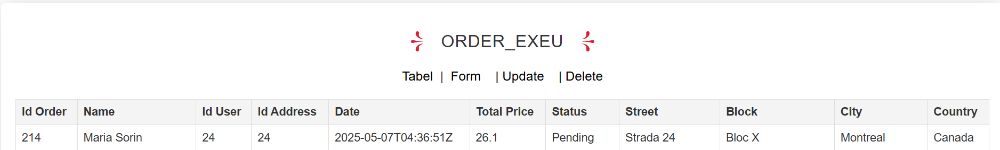 ORDER_EXEU
Tabel | Form | Update | Delete
Id Order Name Id User Id Address Date Total Price Status Street Block City Country
214 Maria Sorin 24 24 2025-05-07T04:36:51Z 26.1 Pending Strada 24 Bloc X Montreal Canada